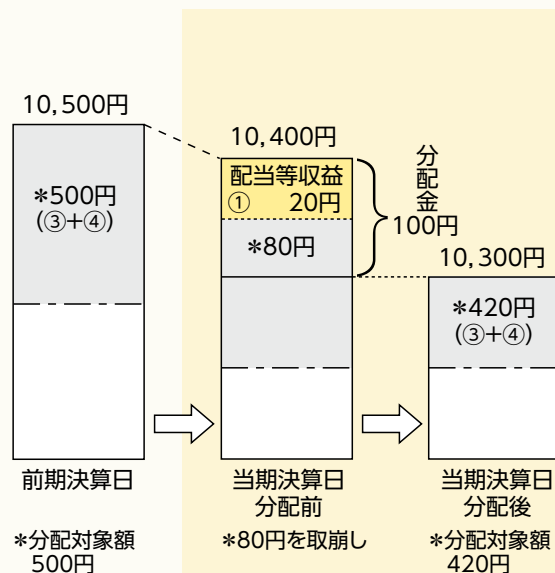 10,500円
*500円
(③+④)
前期決算日
*分配対象額
500円
10,400円
配当等収益
① 20円
*80円
分配金
100円
当期決算日
分配前
*80円を取崩し
10,300円
*420円
(③+④)
当期決算日
分配後
*分配対象額
420円